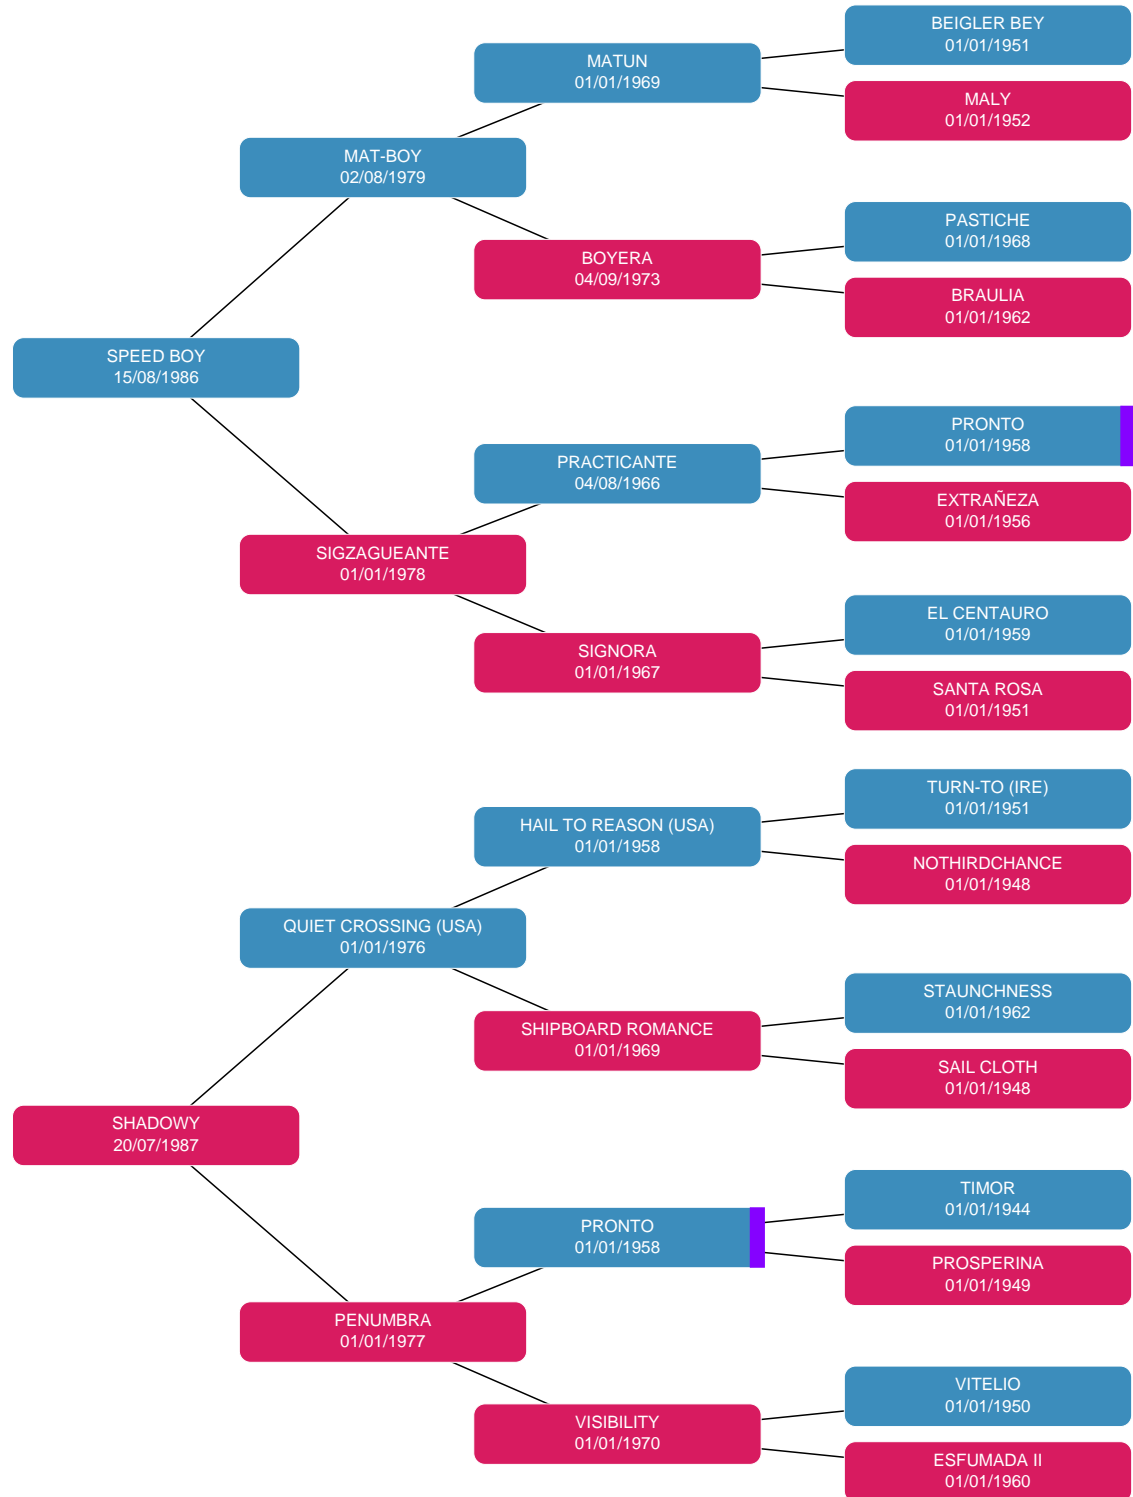 BEIGLER BEY
01/01/1951
MATUN
01/01/1969
MALY
01/01/1952
MAT-BOY
02/08/1979
PASTICHE
01/01/1968
BOYERA
04/09/1973
BRAULIA
01/01/1962
SPEED BOY
15/08/1986
PRONTO
01/01/1958
PRACTICANTE
04/08/1966
EXTRAÑEZA
01/01/1956
SIGZAGUEANTE
01/01/1978
EL CENTAURO
01/01/1959
SIGNORA
01/01/1967
SANTA ROSA
01/01/1951
TURN-TO (IRE)
01/01/1951
HAIL TO REASON (USA)
01/01/1958
NOTHIRDCHANCE
01/01/1948
QUIET CROSSING (USA)
01/01/1976
STAUNCHNESS
01/01/1962
SHIPBOARD ROMANCE
01/01/1969
SAIL CLOTH
01/01/1948
SHADOWY
20/07/1987
TIMOR
01/01/1944
PRONTO
01/01/1958
PROSPERINA
01/01/1949
PENUMBRA
01/01/1977
VITELIO
01/01/1950
VISIBILITY
01/01/1970
ESFUMADA II
01/01/1960